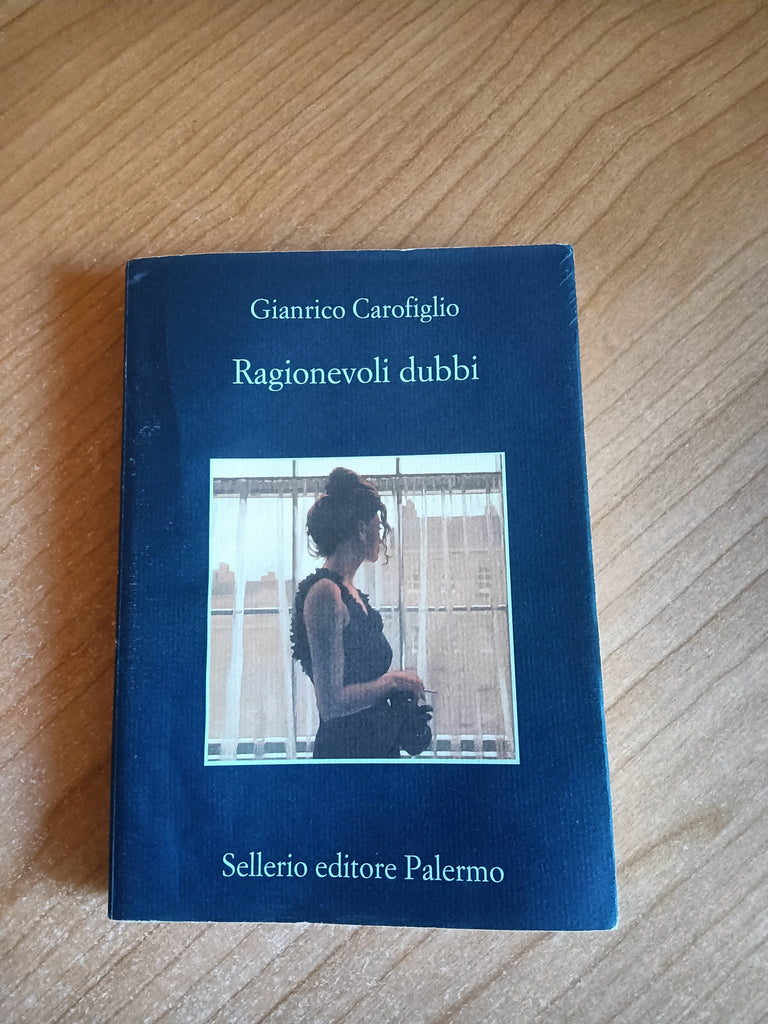 Gianrico Carofiglio
Ragionevoli dubbi
Sellerio editore Palermo